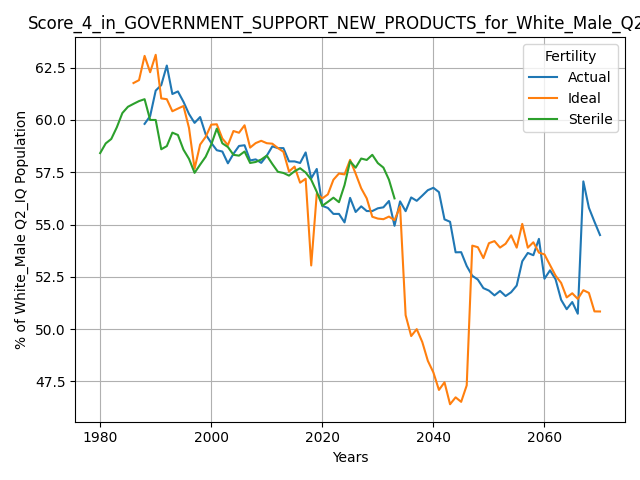 Score_4_in_GOVERNMENT_SUPPORT_NEW_PRODUCTS_for_White_Male_Q2
Fertility
Actual
Ideal
Sterile
% of White_Male Q2_IQ Population
62.5
60.0
57.5
55.0
52.5
50.0
47.5
1980
2000
2020
2040
2060
Years